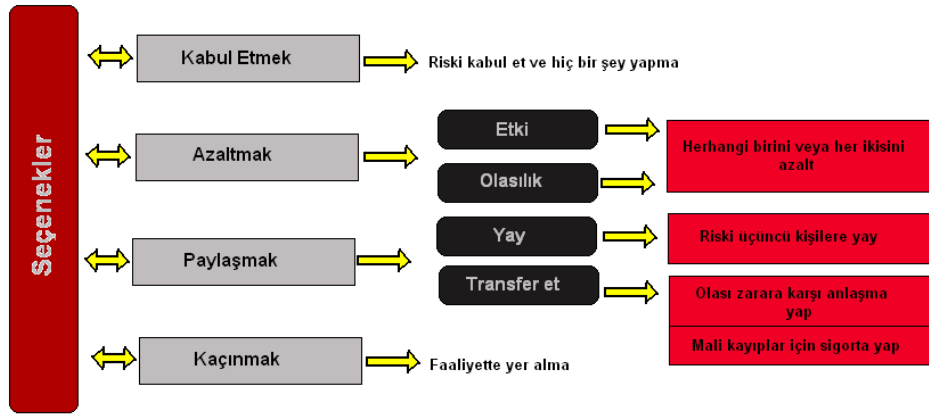 Seçenekler
Kabul Etmek
Riski kabul et ve hiç bir şey yapma
Azaltmak
Etki
Olasılık
Herhangi birini veya her ikisini
azalt
Paylaşmak
Yay
Riski üçüncü kişilere yay
Transfer et
Olası zarara karşı anlaşma
yap
Mali kayıplar için sigorta yap
Kaçınmak
Faaliyette yer alma